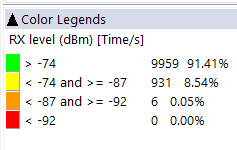 Color Legends
RX level (dBm) [Time/s]
> -74 9959 91.41%
< -74 and >= -87 931 8.54%
< -87 and >= -92 6 0.05%
< -92 0 0.00%